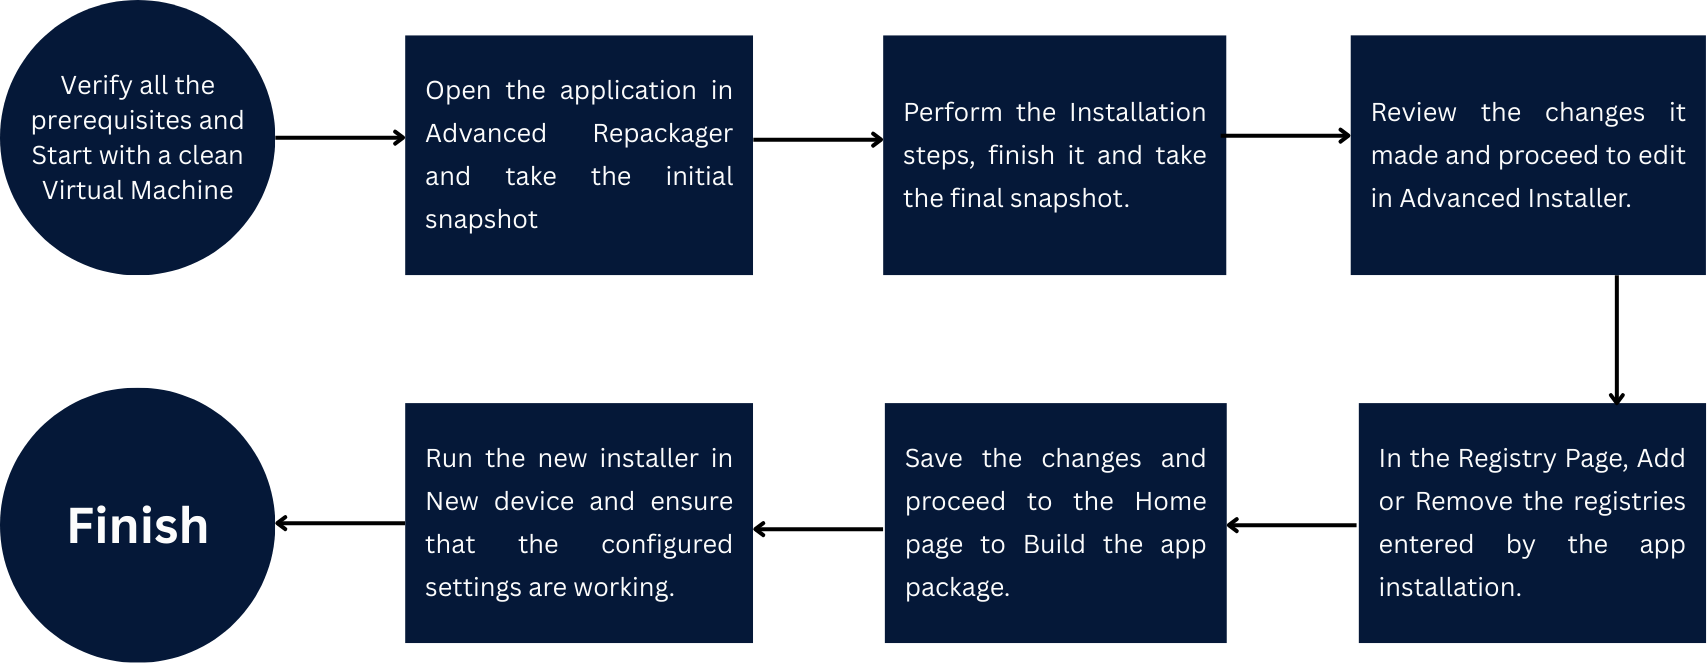 Verify all the
prerequisites and
Start with a clean
Virtual Machine
Open the application in
Advanced Repackager
and take the initial
snapshot
Perform the Installation
steps, finish it and take
the final snapshot.
Review the changes it
made and proceed to edit
in Advanced Installer.
In the Registry Page, Add
or Remove the registries
entered by the app
installation.
Save the changes and
proceed to the Home
page to Build the app
package.
Run the new installer in
New device and ensure
that the configured
settings are working.
Finish